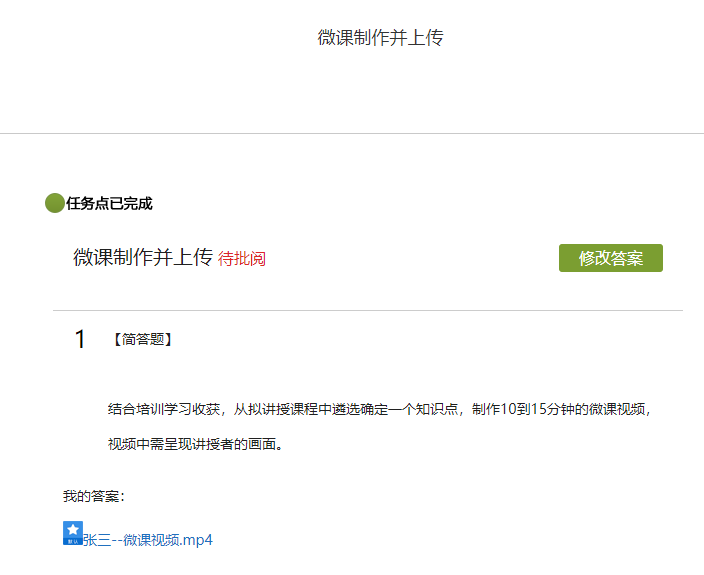 微课制作并上传
任务点已完成
微课制作并上传 待批阅
修改答案
1 【简答题】
结合培训学习收获，从拟讲授课程中遴选确定一个知识点，制作10到15分钟的微课视频，
视频中需呈现讲授者的画面。
我的答案：
默认
张三--微课视频.mp4